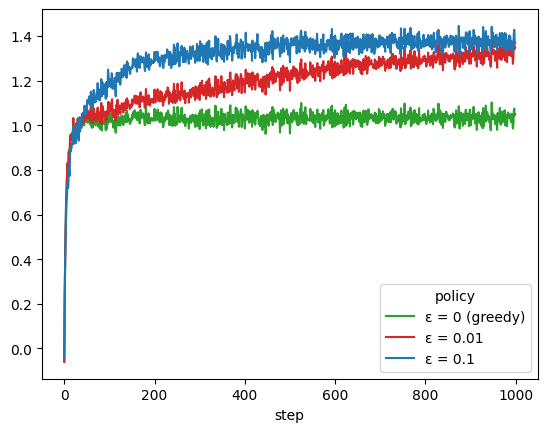 1.4
1.2
1.0
0.8
0.6
0.4
0.2
0.0
policy
ε = 0 (greedy)
ε = 0.01
ε = 0.1
0 200 400 600 800 1000
step